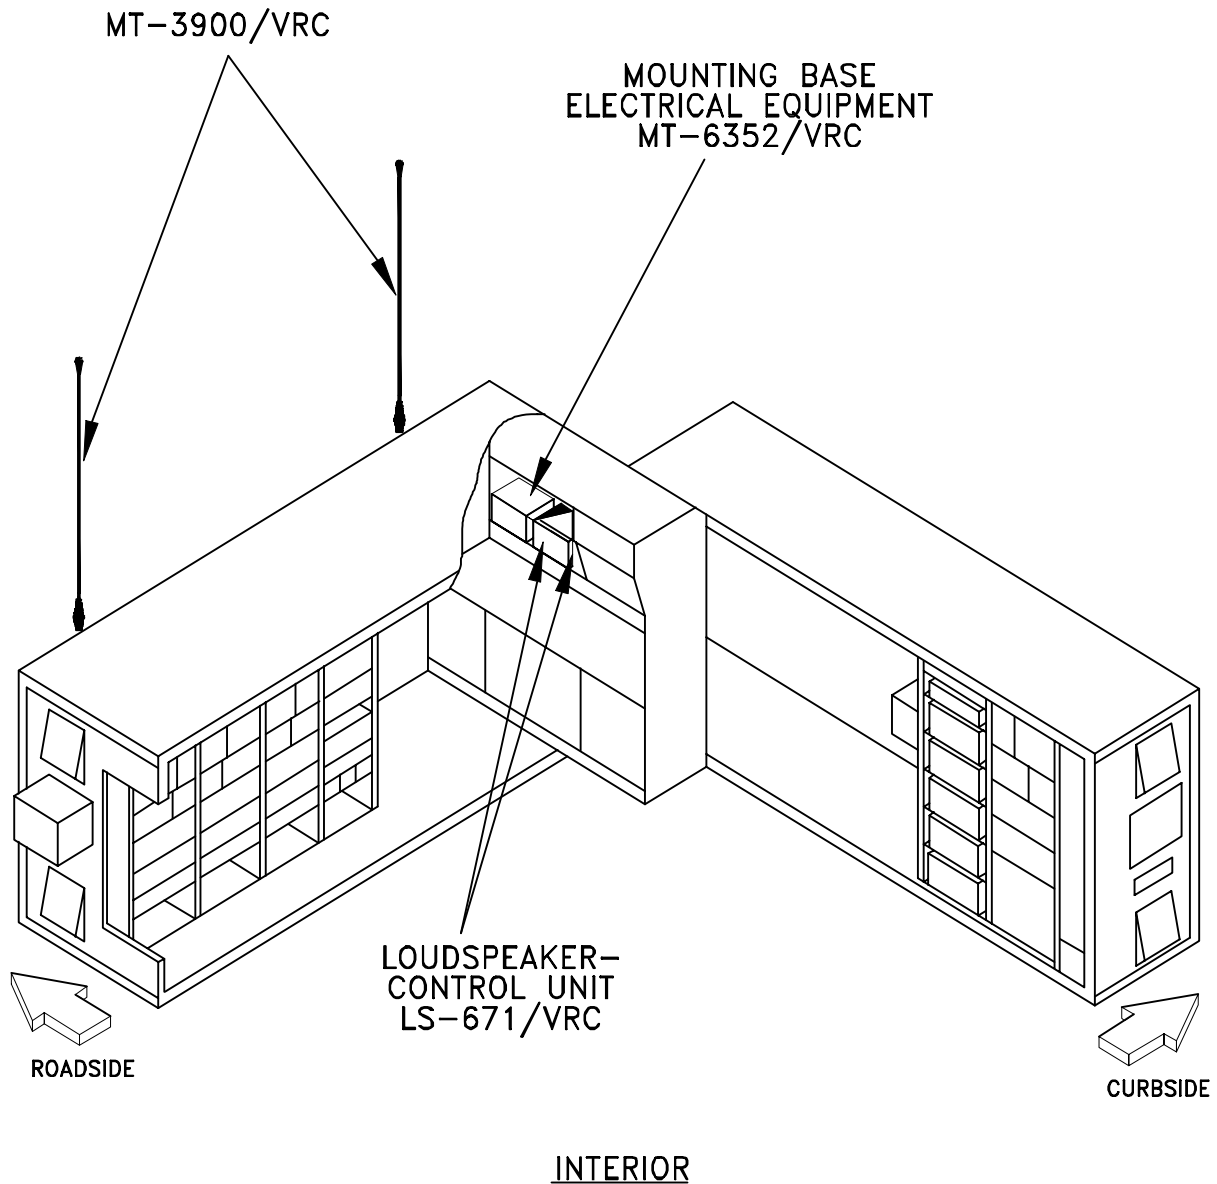 MT-3900/VRC
MOUNTING BASE
ELECTRICAL EQUIPMENT
MT-6352/VRC
LOUDSPEAKER-
CONTROL UNIT
LS-671/VRC
ROADSIDE
CURBSIDE
INTERIOR